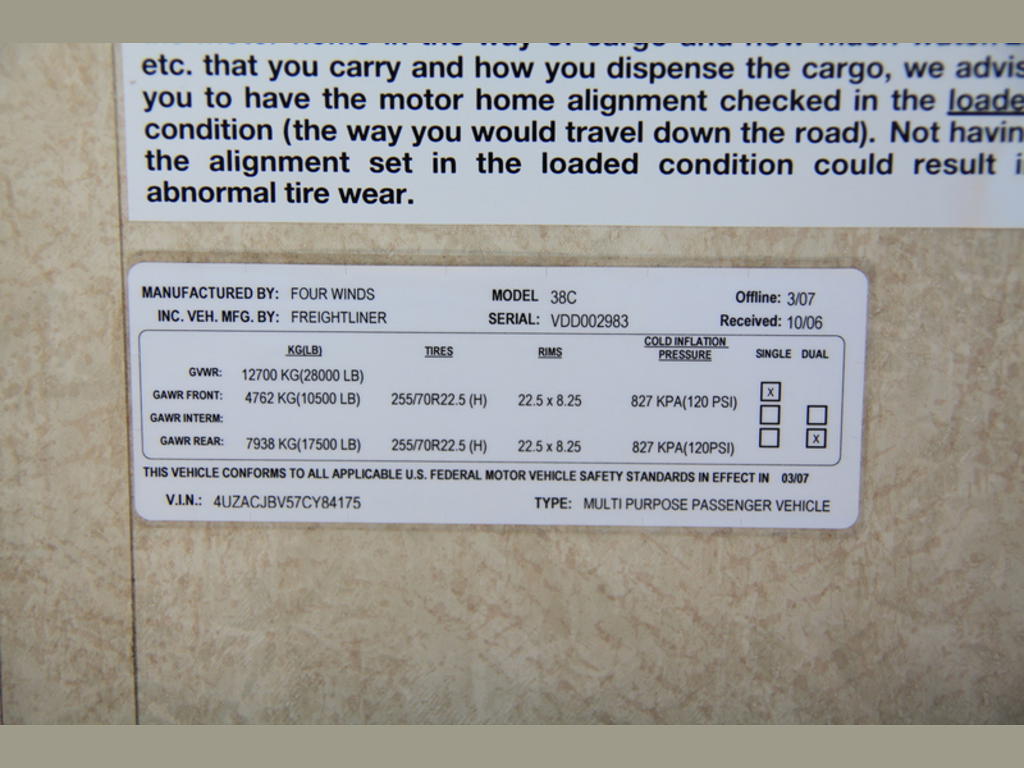 etc. that you carry and how you dispense the cargo, we advis
you to have the motor home alignment checked in the loade
condition (the way you would travel down the road). Not havin
the alignment set in the loaded condition could result i
abnormal tire wear.
MANUFACTURED BY: FOUR WINDS MODEL 38C Offline: 3/07
INC. VEH. MFG. BY: FREIGHTLINER SERIAL: VDD002983 Received: 10/06
KG(LB) TIRES RIMS COLD INFLATION PRESSURE SINGLE DUAL
GVWR: 12700 KG(28000 LB)
GAWR FRONT: 4762 KG(10500 LB) 255/70R22.5 (H) 22.5 x 8.25 827 KPA(120 PSI) X
GAWR INTERM:
GAWR REAR: 7938 KG(17500 LB) 255/70R22.5 (H) 22.5 x 8.25 827 KPA(120PSI) X
THIS VEHICLE CONFORMS TO ALL APPLICABLE U.S. FEDERAL MOTOR VEHICLE SAFETY STANDARDS IN EFFECT IN 03/07
V.I.N.: 4UZACJBV57CY84175 TYPE: MULTI PURPOSE PASSENGER VEHICLE